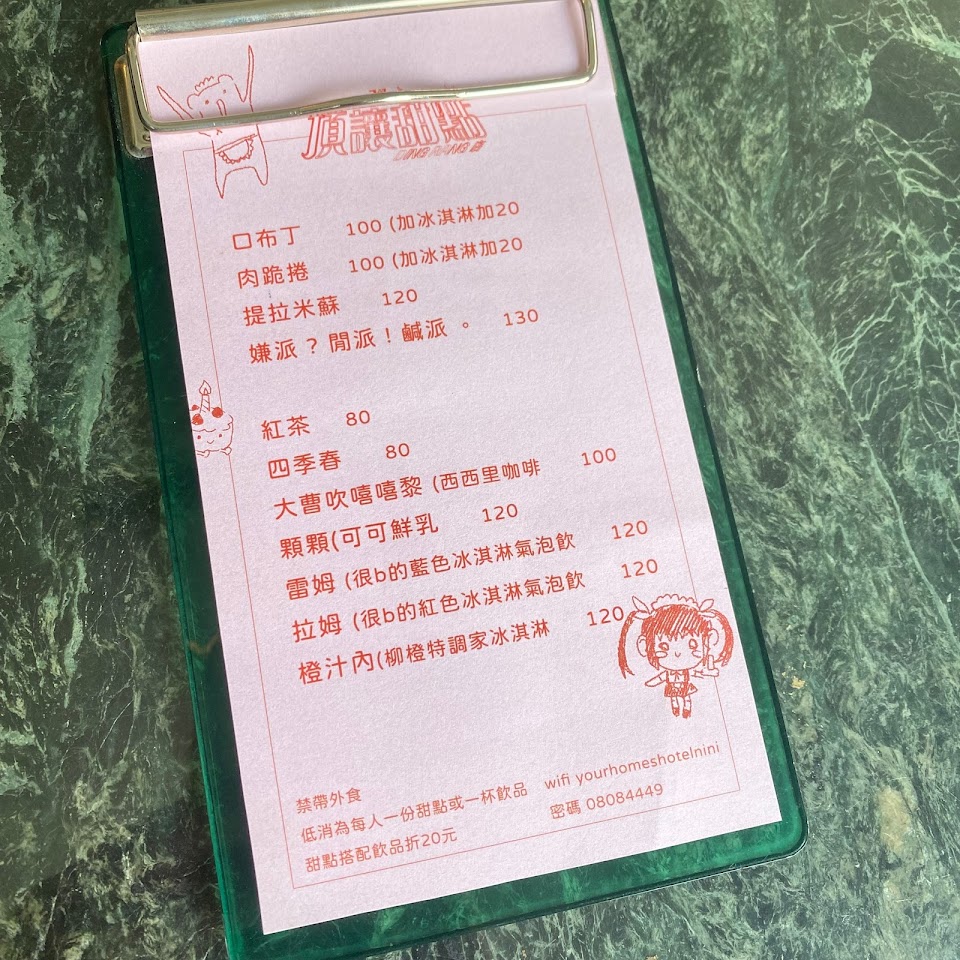 頂讓甜點
DING RANG
口布丁 100 (加冰淇淋加20
肉跪捲 100 (加冰淇淋加20
提拉米蘇 120
嫌派？閒派！鹹派。 130
紅茶 80
四季春 80
大曹吹嘻嘻黎 (西西里咖啡 100
顆顆(可可鮮乳 120
雷姆 (很b的藍色冰淇淋氣泡飲 120
拉姆 (很b的紅色冰淇淋氣泡飲 120
橙汁內(柳橙特調家冰淇淋 120
禁帶外食
低消為每人一份甜點或一杯飲品
甜點搭配飲品折20元
wifi yourhomeshotelnini
密碼 08084449